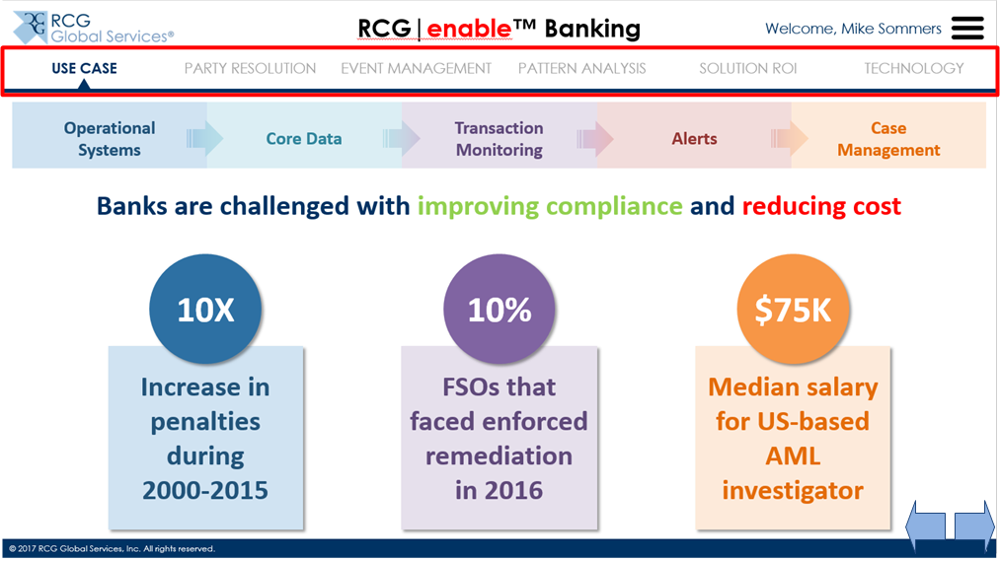 RCG
Global Services®
RCG|enable™ Banking
Welcome, Mike Sommers
USE CASE
PARTY RESOLUTION
EVENT MANAGEMENT
PATTERN ANALYSIS
SOLUTION ROI
TECHNOLOGY
Operational
Systems
Core Data
Transaction
Monitoring
Alerts
Case
Management
Banks are challenged with improving compliance and reducing cost
10X
Increase in
penalties
during
2000-2015
10%
FSOs that
faced enforced
remediation
in 2016
$75K
Median salary
for US-based
AML
investigator
© 2017 RCG Global Services, Inc. All rights reserved.